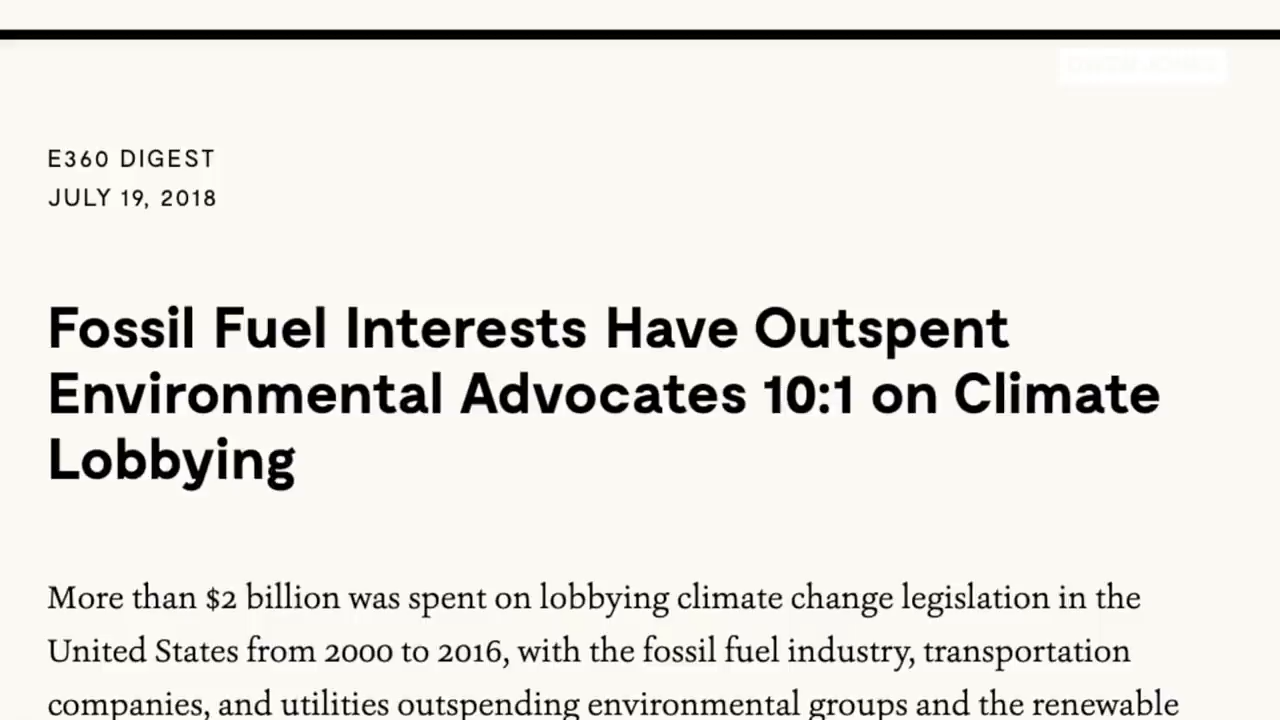 E360 DIGEST
JULY 19, 2018
Fossil Fuel Interests Have Outspent
Environmental Advocates 10:1 on Climate
Lobbying
More than $2 billion was spent on lobbying climate change legislation in the
United States from 2000 to 2016, with the fossil fuel industry, transportation
companies, and utilities outspending environmental groups and the renewable